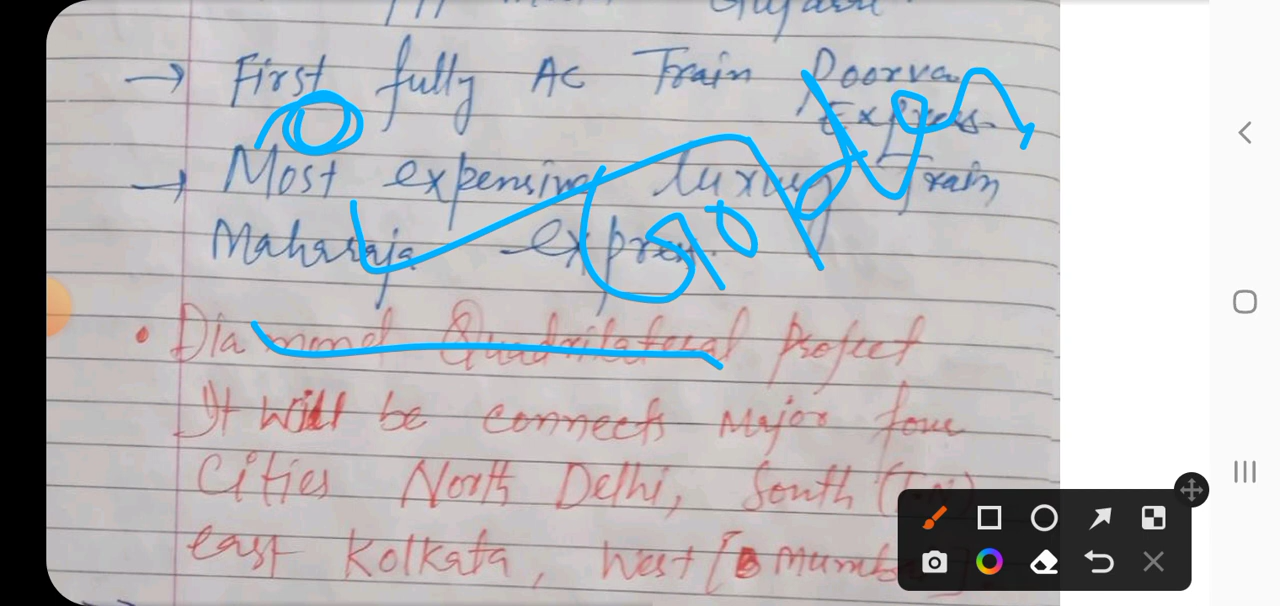 → First fully AC Train Poorva
Express
→ Most expensive luxury Train
Maharaja express.
• Diamond Quadrilateral Project
It will be connects Major four
Cities North Delhi, South (T.N)
east Kolkata, West [ Mumbai